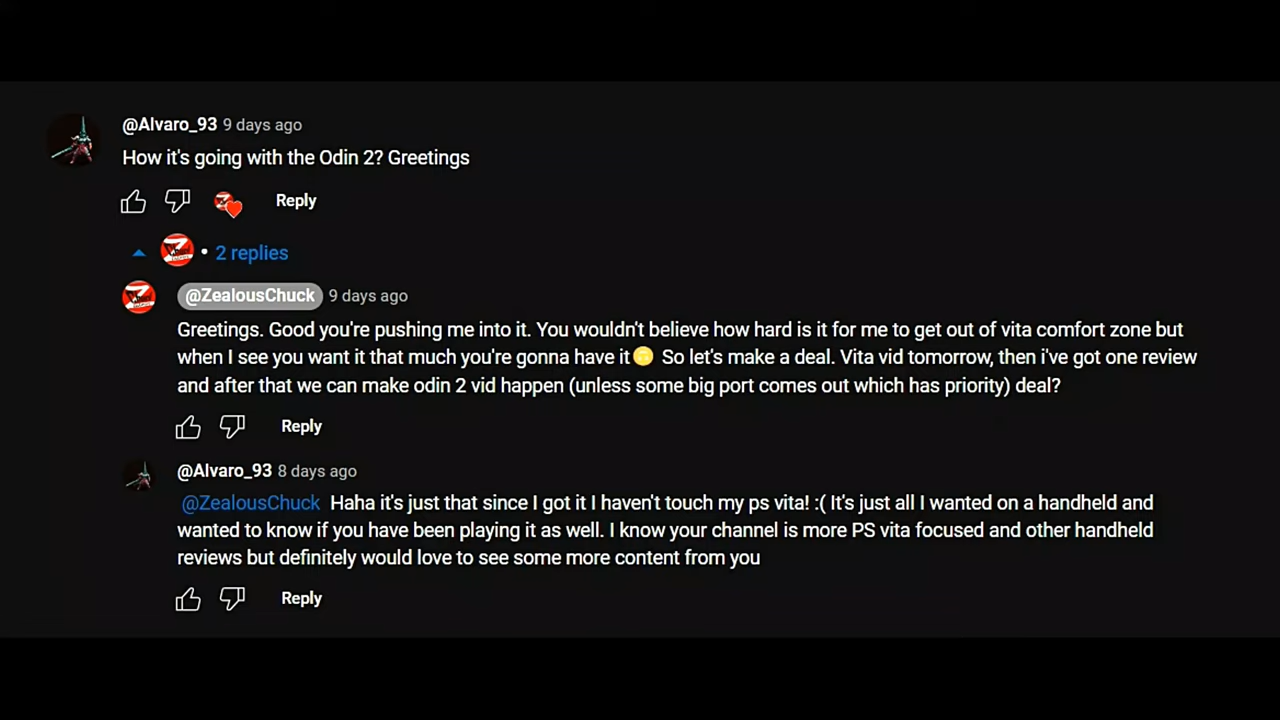 @Alvaro_93 9 days ago
How it's going with the Odin 2? Greetings
Reply
• 2 replies
@ZealousChuck 9 days ago
Greetings. Good you're pushing me into it. You wouldn't believe how hard is it for me to get out of vita comfort zone but
when I see you want it that much you're gonna have it🙃 So let's make a deal. Vita vid tomorrow, then i've got one review
and after that we can make odin 2 vid happen (unless some big port comes out which has priority) deal?
Reply
@Alvaro_93 8 days ago
@ZealousChuck Haha it's just that since I got it I haven't touch my ps vita! :( It's just all I wanted on a handheld and
wanted to know if you have been playing it as well. I know your channel is more PS vita focused and other handheld
reviews but definitely would love to see some more content from you
Reply